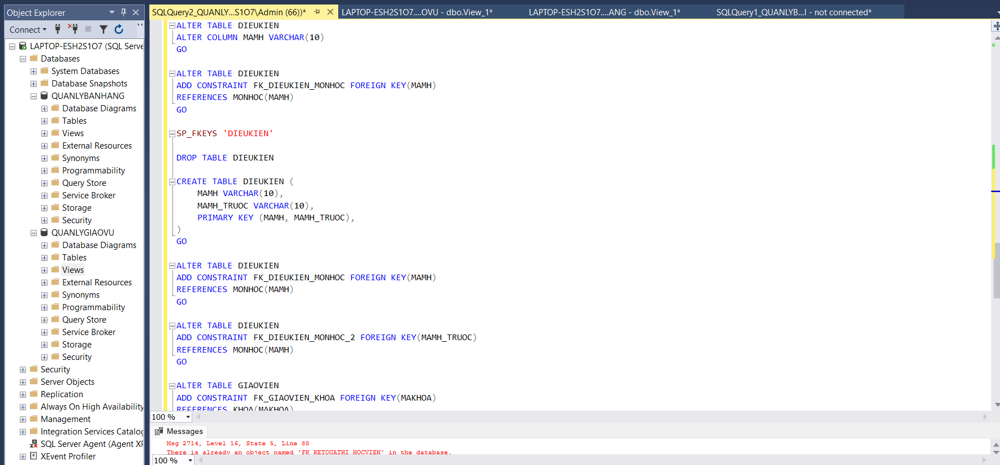 Object Explorer
Connect
LAPTOP-ESH2S1O7 (SQL Serve
Databases
System Databases
Database Snapshots
QUANLYBANHANG
Database Diagrams
Tables
Views
External Resources
Synonyms
Programmability
Query Store
Service Broker
Storage
Security
QUANLYGIAOVU
Database Diagrams
Tables
Views
External Resources
Synonyms
Programmability
Query Store
Service Broker
Storage
Security
Security
Server Objects
Replication
Always On High Availability
Management
Integration Services Catalog
SQL Server Agent (Agent XP
XEvent Profiler
SQLQuery2_QUANLY...S1O7\Admin (66))*
LAPTOP-ESH2S1O7....OVU - dbo.View_1*
LAPTOP-ESH2S1O7....ANG - dbo.View_1*
SQLQuery1_QUANLYB...l - not connected*
ALTER TABLE DIEUKIEN
ALTER COLUMN MAMH VARCHAR(10)
GO
ALTER TABLE DIEUKIEN
ADD CONSTRAINT FK_DIEUKIEN_MONHOC FOREIGN KEY(MAMH)
REFERENCES MONHOC(MAMH)
GO
SP_FKEYS 'DIEUKIEN'
DROP TABLE DIEUKIEN
CREATE TABLE DIEUKIEN (
MAMH VARCHAR(10),
MAMH_TRUOC VARCHAR(10),
PRIMARY KEY (MAMH, MAMH_TRUOC),
)
GO
ALTER TABLE DIEUKIEN
ADD CONSTRAINT FK_DIEUKIEN_MONHOC FOREIGN KEY(MAMH)
REFERENCES MONHOC(MAMH)
GO
ALTER TABLE DIEUKIEN
ADD CONSTRAINT FK_DIEUKIEN_MONHOC_2 FOREIGN KEY(MAMH_TRUOC)
REFERENCES MONHOC(MAMH)
GO
ALTER TABLE GIAOVIEN
ADD CONSTRAINT FK_GIAOVIEN_KHOA FOREIGN KEY(MAKHOA)
REFERENCES KHOA(MAKHOA)
100 %
Messages
Msg 2714, Level 16, State 5, Line 88
There is already an object named 'FK_KETQUATHI_HOCVIEN' in the database.
100 %